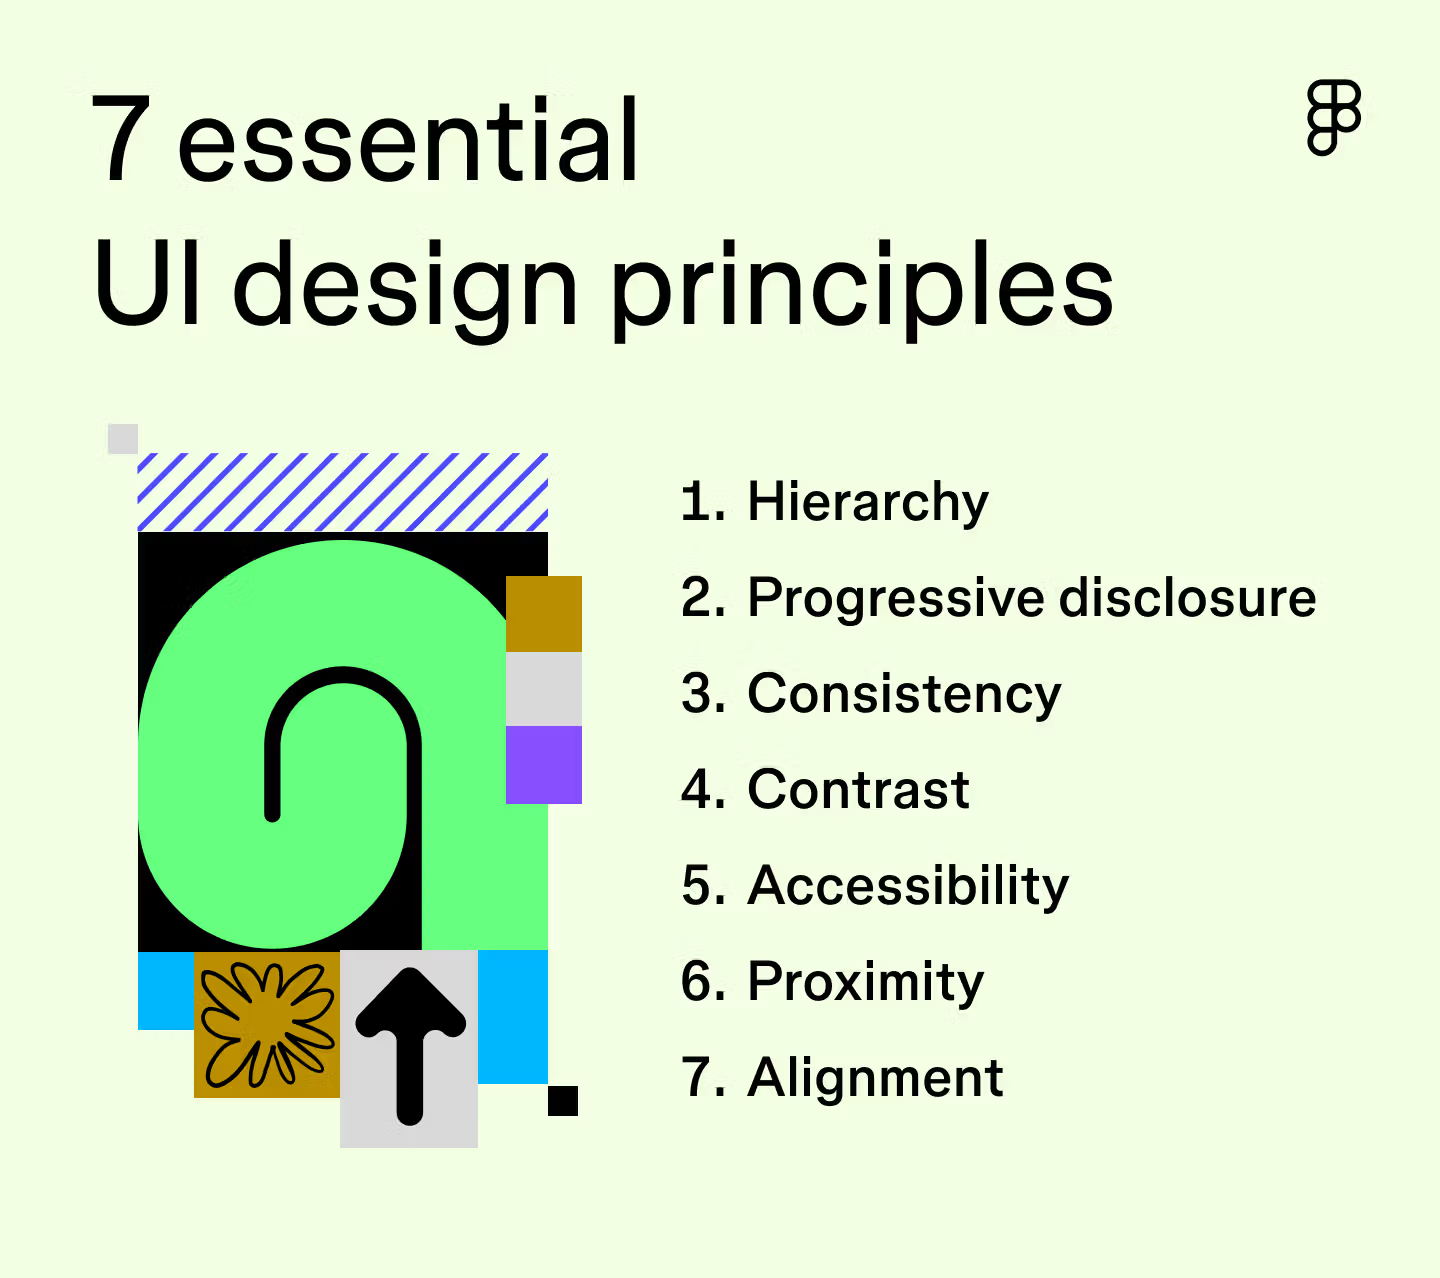 7 essential
UI design principles
1. Hierarchy
2. Progressive disclosure
3. Consistency
4. Contrast
5. Accessibility
6. Proximity
7. Alignment